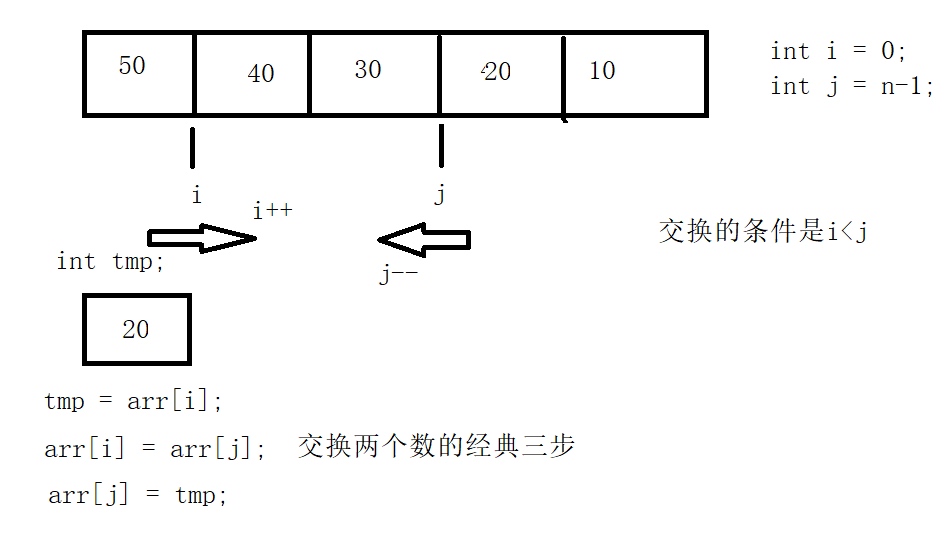 50 40 30 20 10
int i = 0;
int j = n-1;
i j
i++
交换的条件是i<j
int tmp;
j--
20
tmp = arr[i];
arr[i] = arr[j]; 交换两个数的经典三步
arr[j] = tmp;